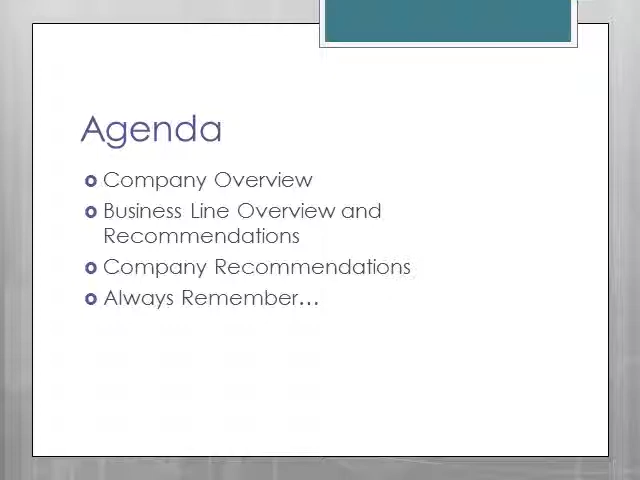 Agenda
Company Overview
Business Line Overview and
Recommendations
Company Recommendations
Always Remember…